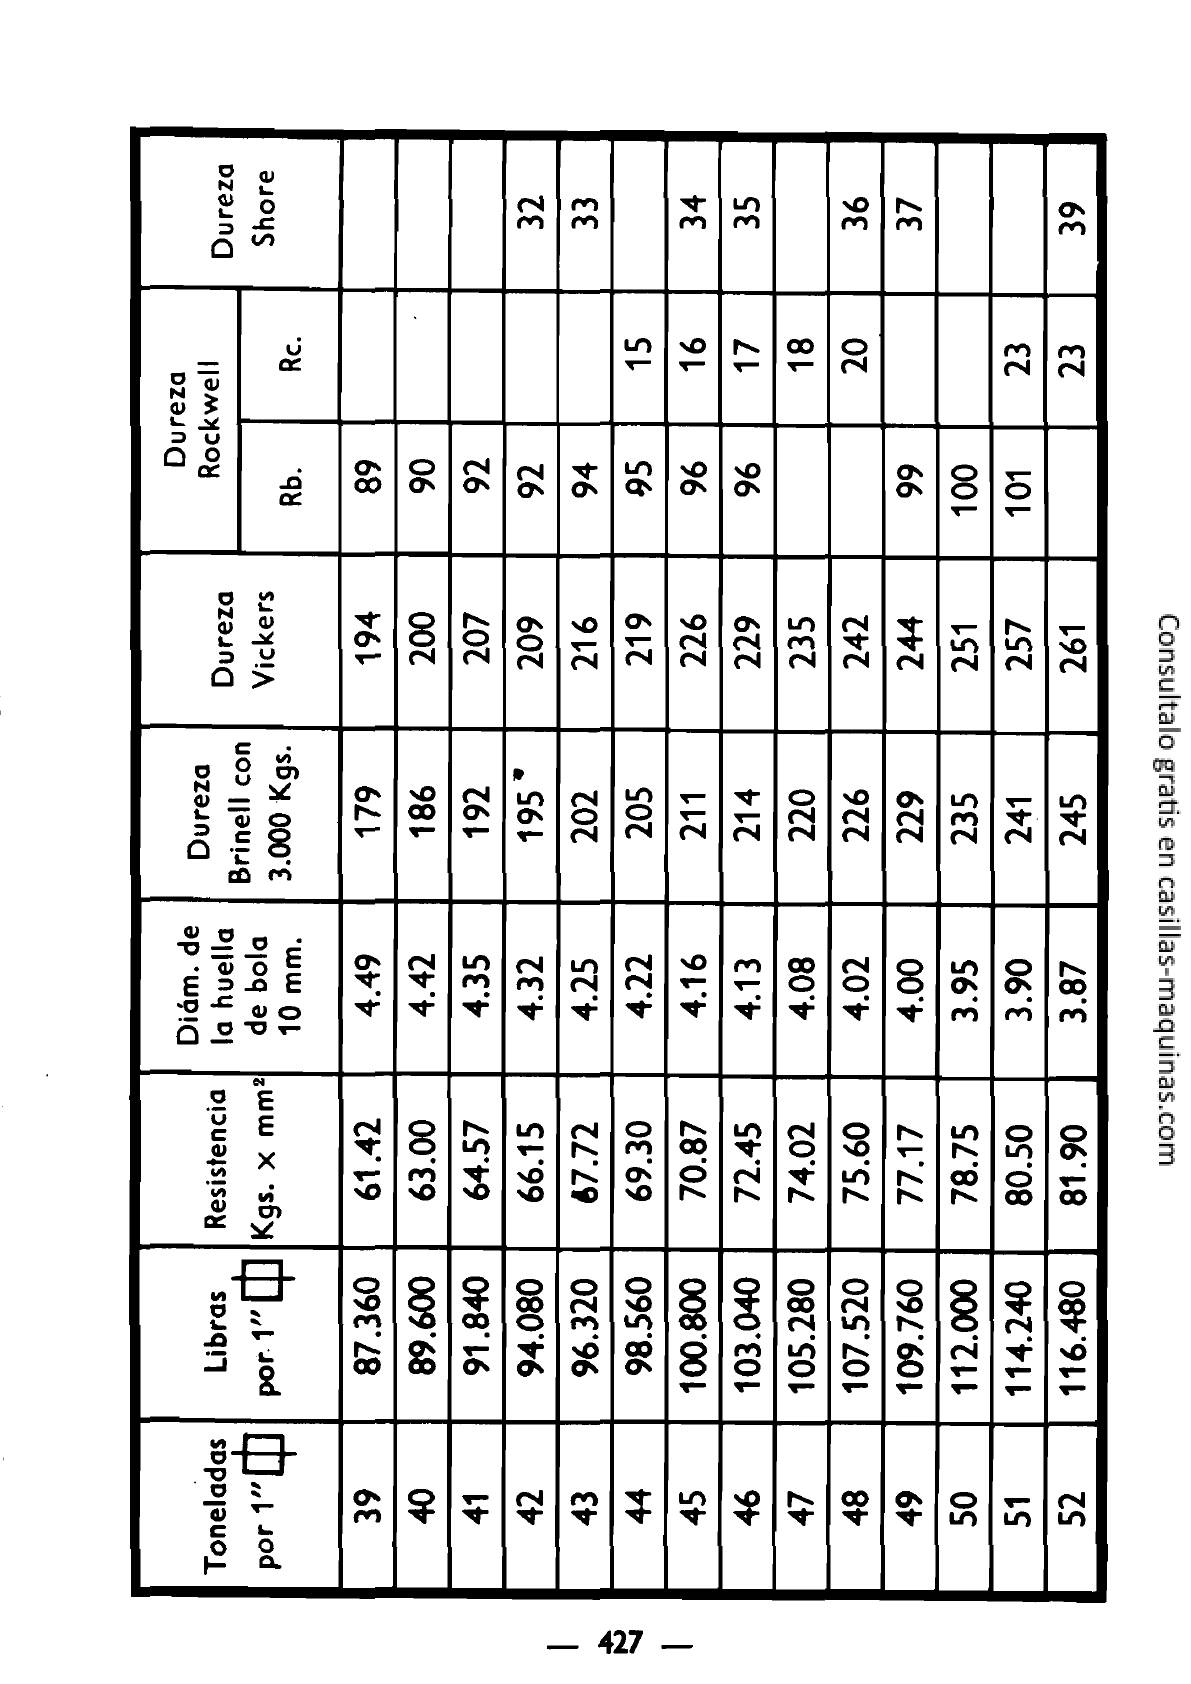 Toneladas
por 1"
Libras
por 1"
Resistencia
Kgs. x mm²
Diám. de
la huella
de bola
10 mm.
Dureza
Brinell con
3.000 Kgs.
Dureza
Vickers
Dureza
Rockwell
Rb.
Rc.
Dureza
Shore
39 87.360 61.42 4.49 179 194 89
40 89.600 63.00 4.42 186 200 90
41 91.840 64.57 4.35 192 207 92
42 94.080 66.15 4.32 195 209 92 32
43 96.320 67.72 4.25 202 216 94 33
44 98.560 69.30 4.22 205 219 95 15
45 100.800 70.87 4.16 211 226 96 16 34
46 103.040 72.45 4.13 214 229 96 17 35
47 105.280 74.02 4.08 220 235 18
48 107.520 75.60 4.02 226 242 20 36
49 109.760 77.17 4.00 229 244 99 37
50 112.000 78.75 3.95 235 251 100
51 114.240 80.50 3.90 241 257 101 23
52 116.480 81.90 3.87 245 261 23 39
— 427 —
Consultalo gratis en casillas-maquinas.com